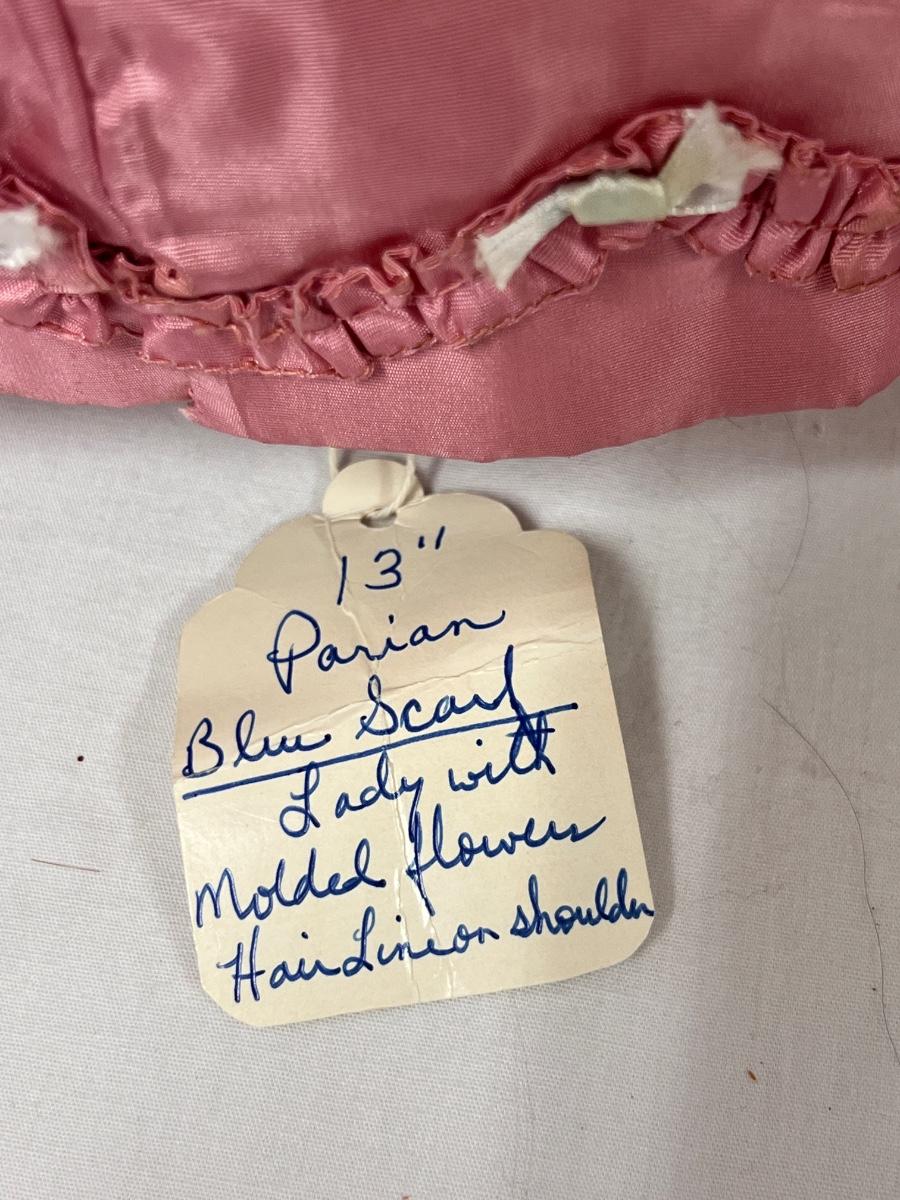 13"
Parian
Blue Scarf
Lady with
Molded flowers
Hair Line on shoulder